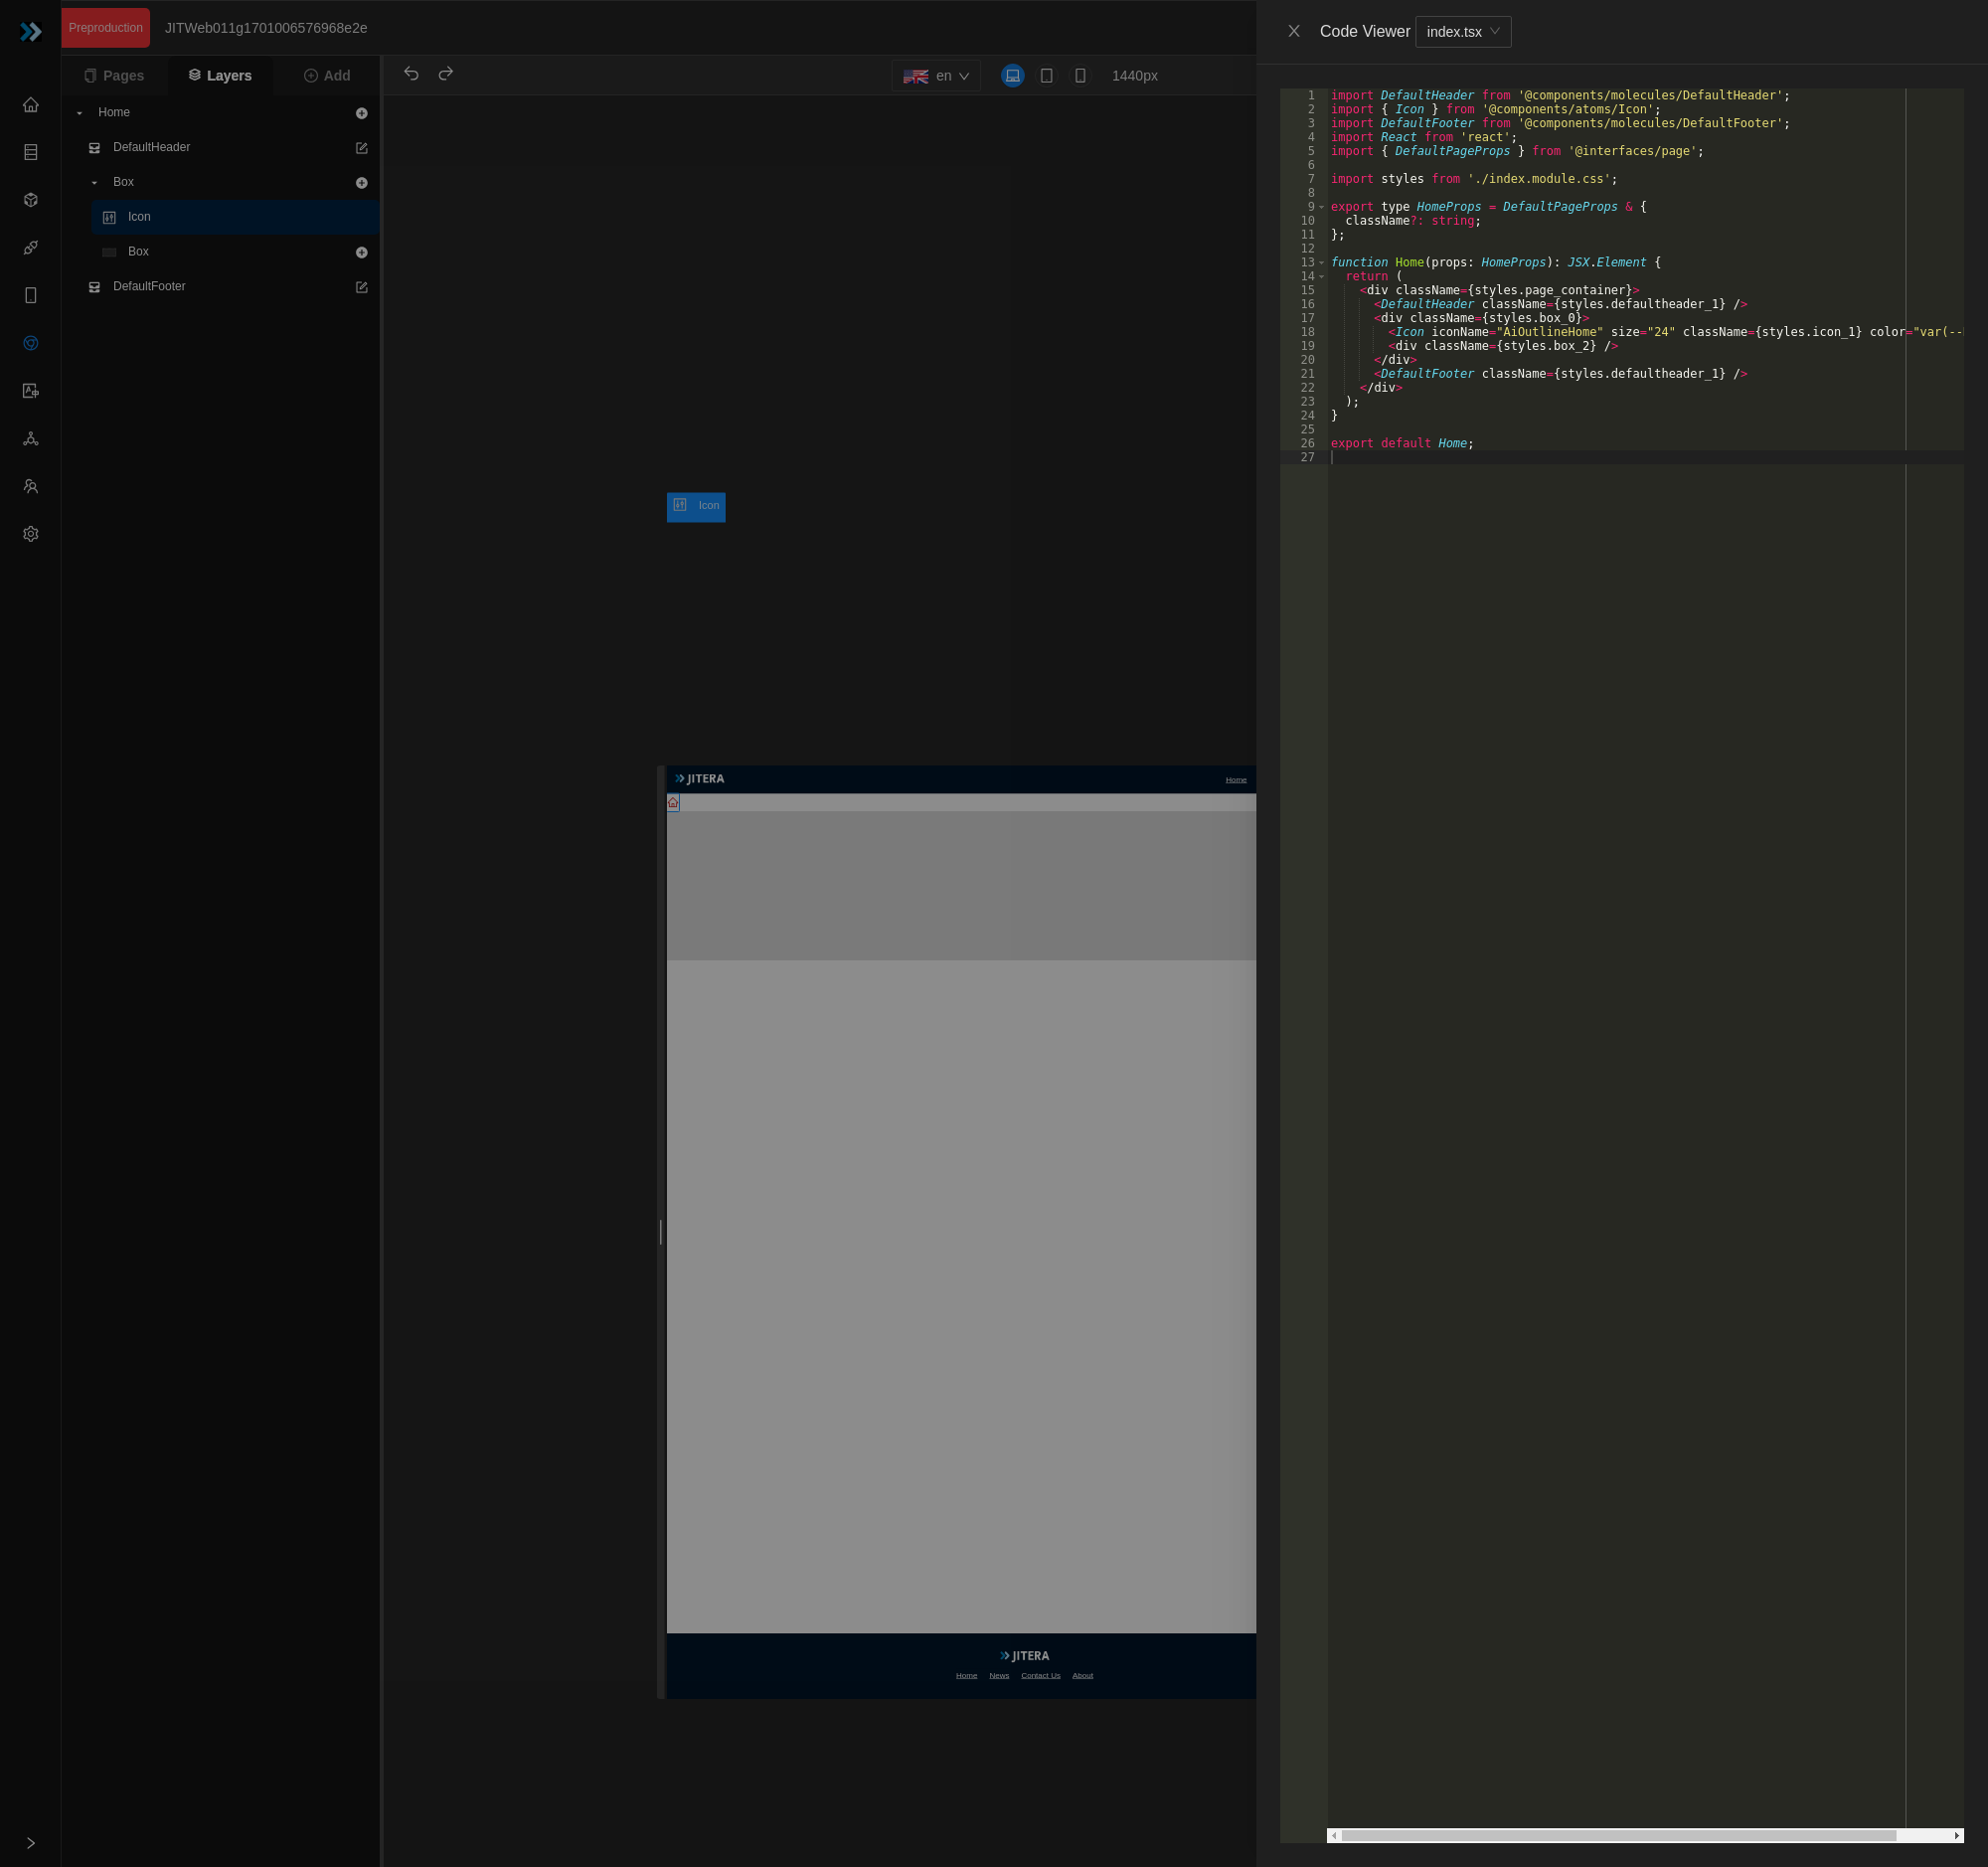 Preproduction
JITWeb011g1701006576968e2e
Pages
Layers
Add
en
1440px
Home
DefaultHeader
Box
Icon
Box
DefaultFooter
Icon
JITERA
Home
JITERA
Home News Contact Us About
Code Viewer
index.tsx
1 import DefaultHeader from '@components/molecules/DefaultHeader';
2 import { Icon } from '@components/atoms/Icon';
3 import DefaultFooter from '@components/molecules/DefaultFooter';
4 import React from 'react';
5 import { DefaultPageProps } from '@interfaces/page';
6
7 import styles from './index.module.css';
8
9 export type HomeProps = DefaultPageProps & {
10   className?: string;
11 };
12
13 function Home(props: HomeProps): JSX.Element {
14   return (
15     <div className={styles.page_container}>
16       <DefaultHeader className={styles.defaultheader_1} />
17       <div className={styles.box_0}>
18         <Icon iconName="AiOutlineHome" size="24" className={styles.icon_1} color="var(--
19         <div className={styles.box_2} />
20       </div>
21       <DefaultFooter className={styles.defaultheader_1} />
22     </div>
23   );
24 }
25
26 export default Home;
27